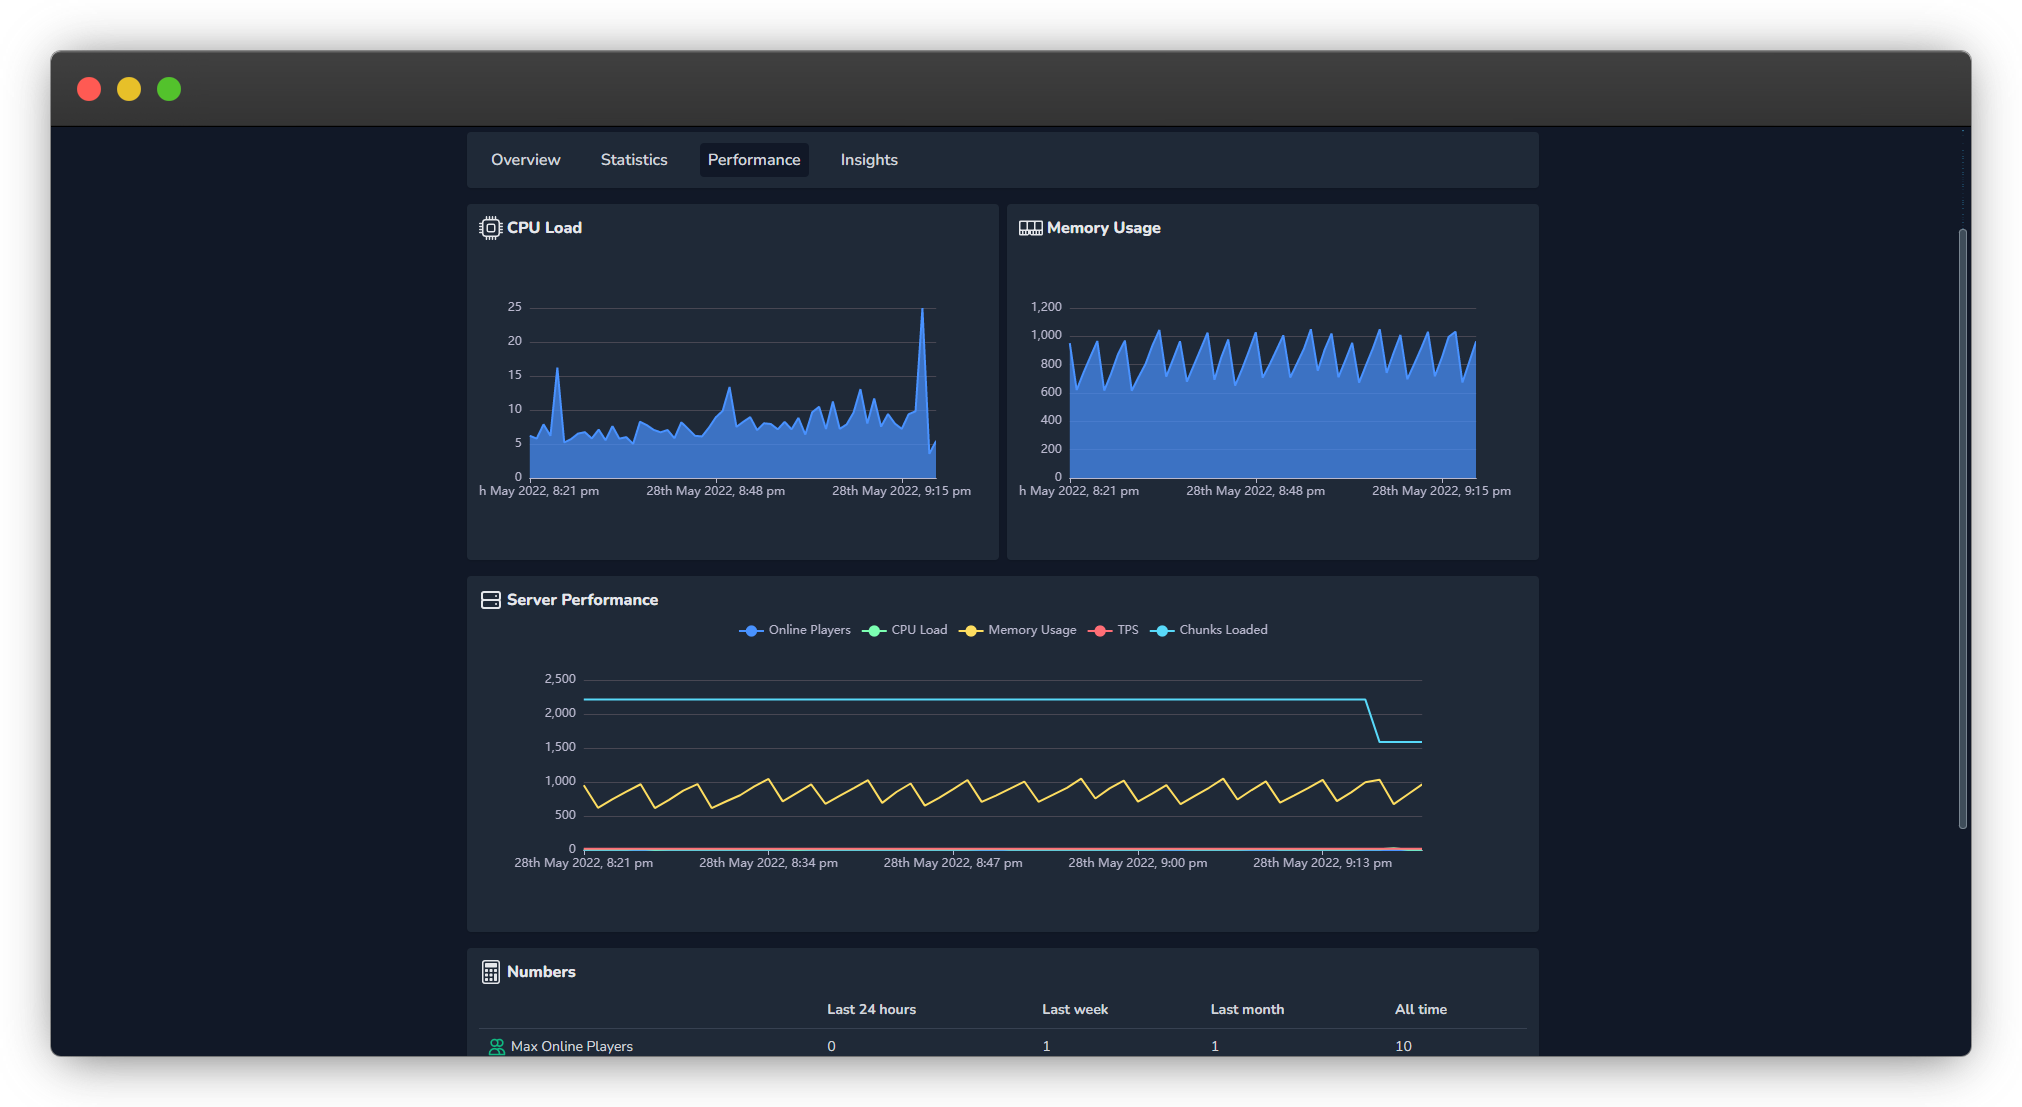 Overview Statistics Performance Insights
CPU Load
25
20
15
10
5
0
h May 2022, 8:21 pm 28th May 2022, 8:48 pm 28th May 2022, 9:15 pm
Memory Usage
1,200
1,000
800
600
400
200
0
h May 2022, 8:21 pm 28th May 2022, 8:48 pm 28th May 2022, 9:15 pm
Server Performance
Online Players CPU Load Memory Usage TPS Chunks Loaded
2,500
2,000
1,500
1,000
500
0
28th May 2022, 8:21 pm 28th May 2022, 8:34 pm 28th May 2022, 8:47 pm 28th May 2022, 9:00 pm 28th May 2022, 9:13 pm
Numbers
Last 24 hours Last week Last month All time
Max Online Players 0 1 1 10